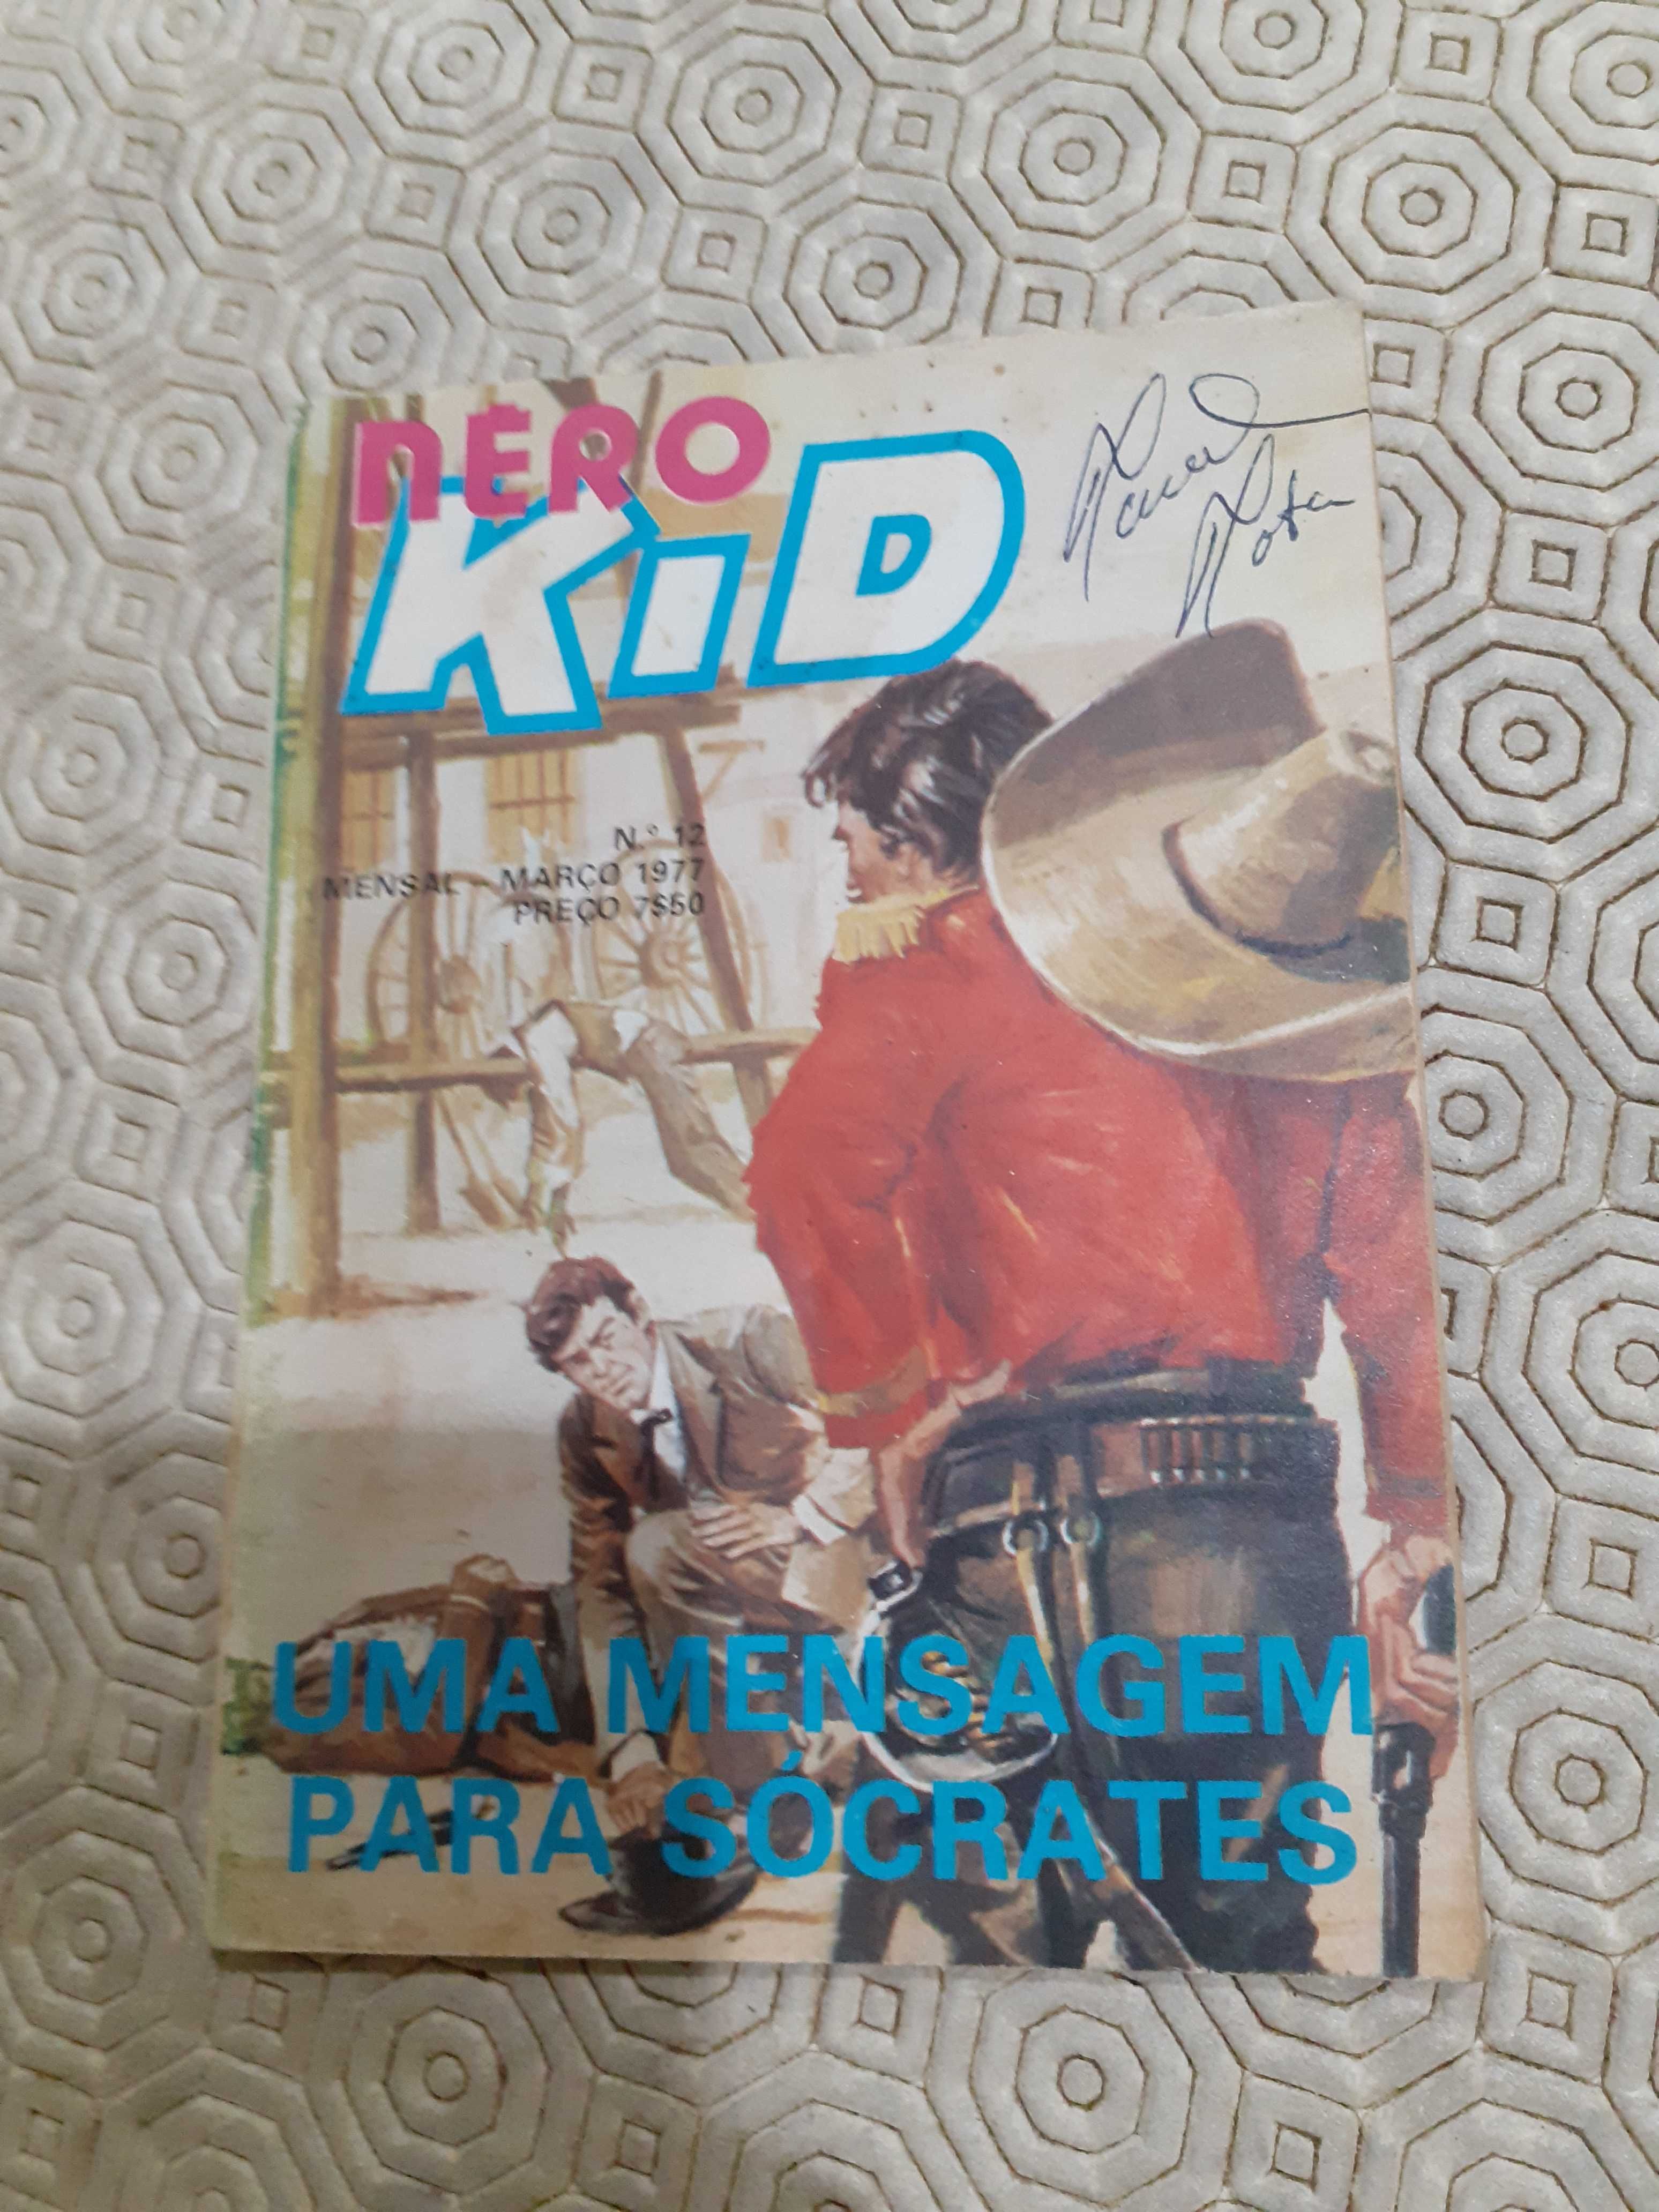 NERO
KiD
N.º 12
MENSAL - MARÇO 1977
PREÇO 7$50
UMA MENSAGEM
PARA SÓCRATES